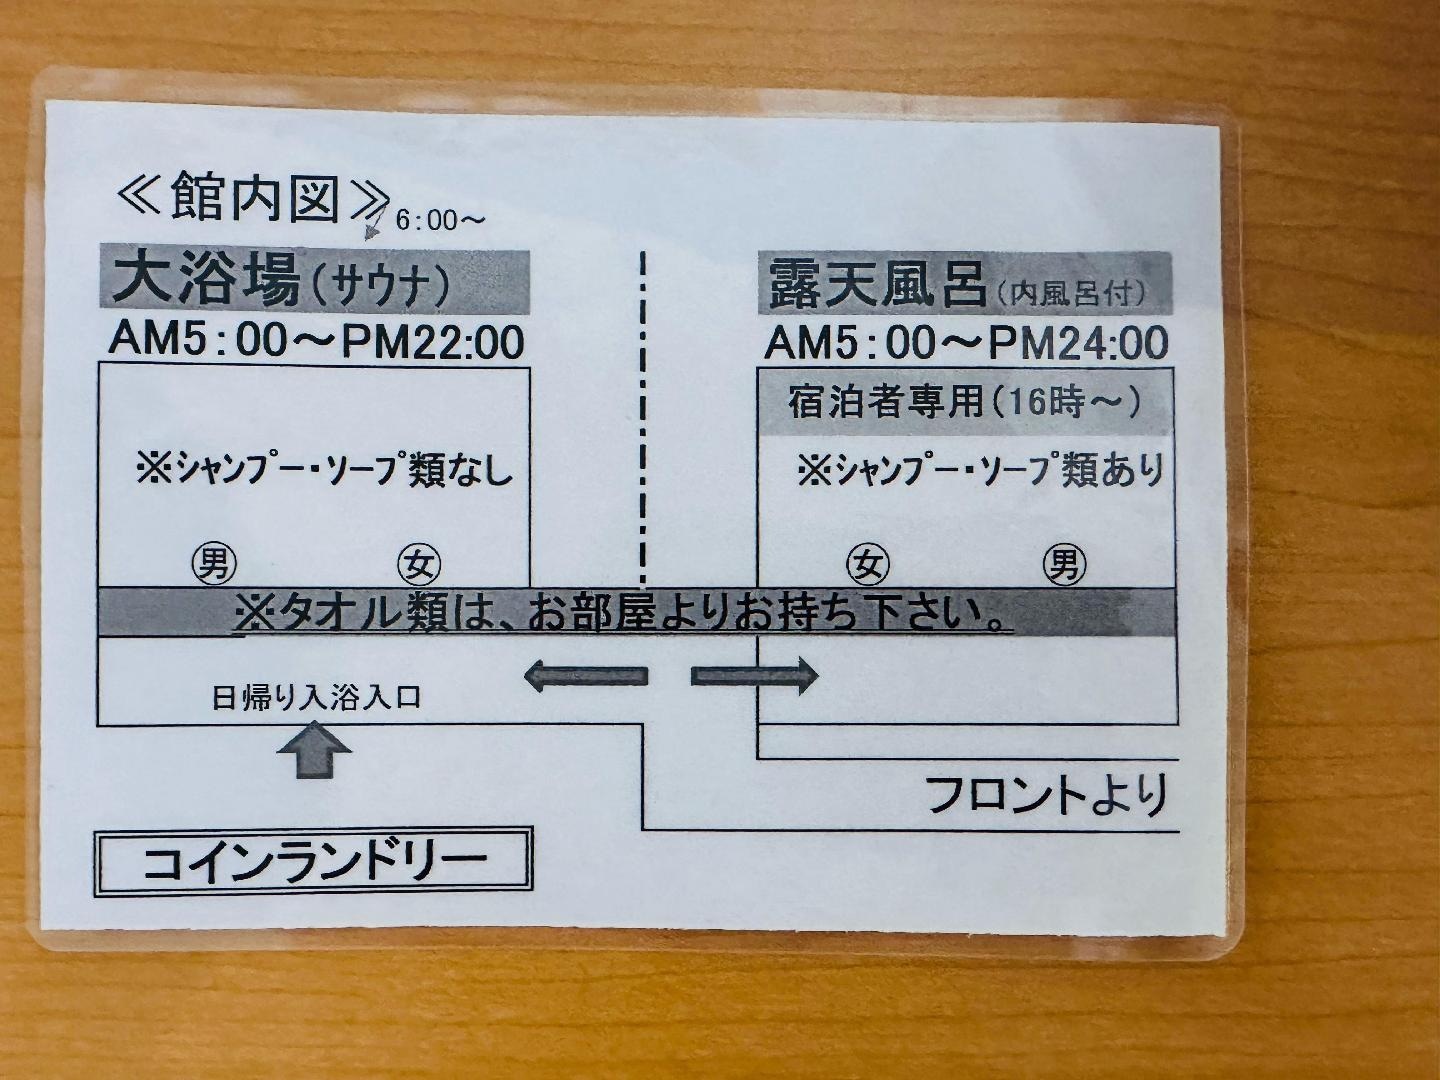 ≪館内図≫
6:00～
大浴場(サウナ)
AM5:00～PM22:00
※シャンプー・ソープ類なし
男 女
露天風呂(内風呂付)
AM5:00～PM24:00
宿泊者専用(16時～)
※シャンプー・ソープ類あり
女 男
※タオル類は、お部屋よりお持ち下さい。
日帰り入浴入口
フロントより
コインランドリー